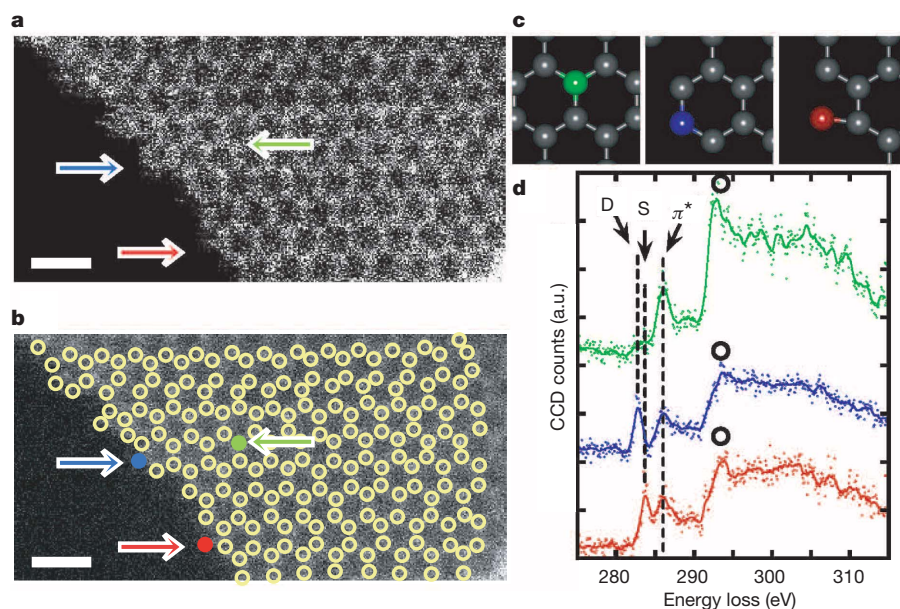 a
c
b
d
D
S
π*
CCD counts (a.u.)
280
290
300
310
Energy loss (eV)